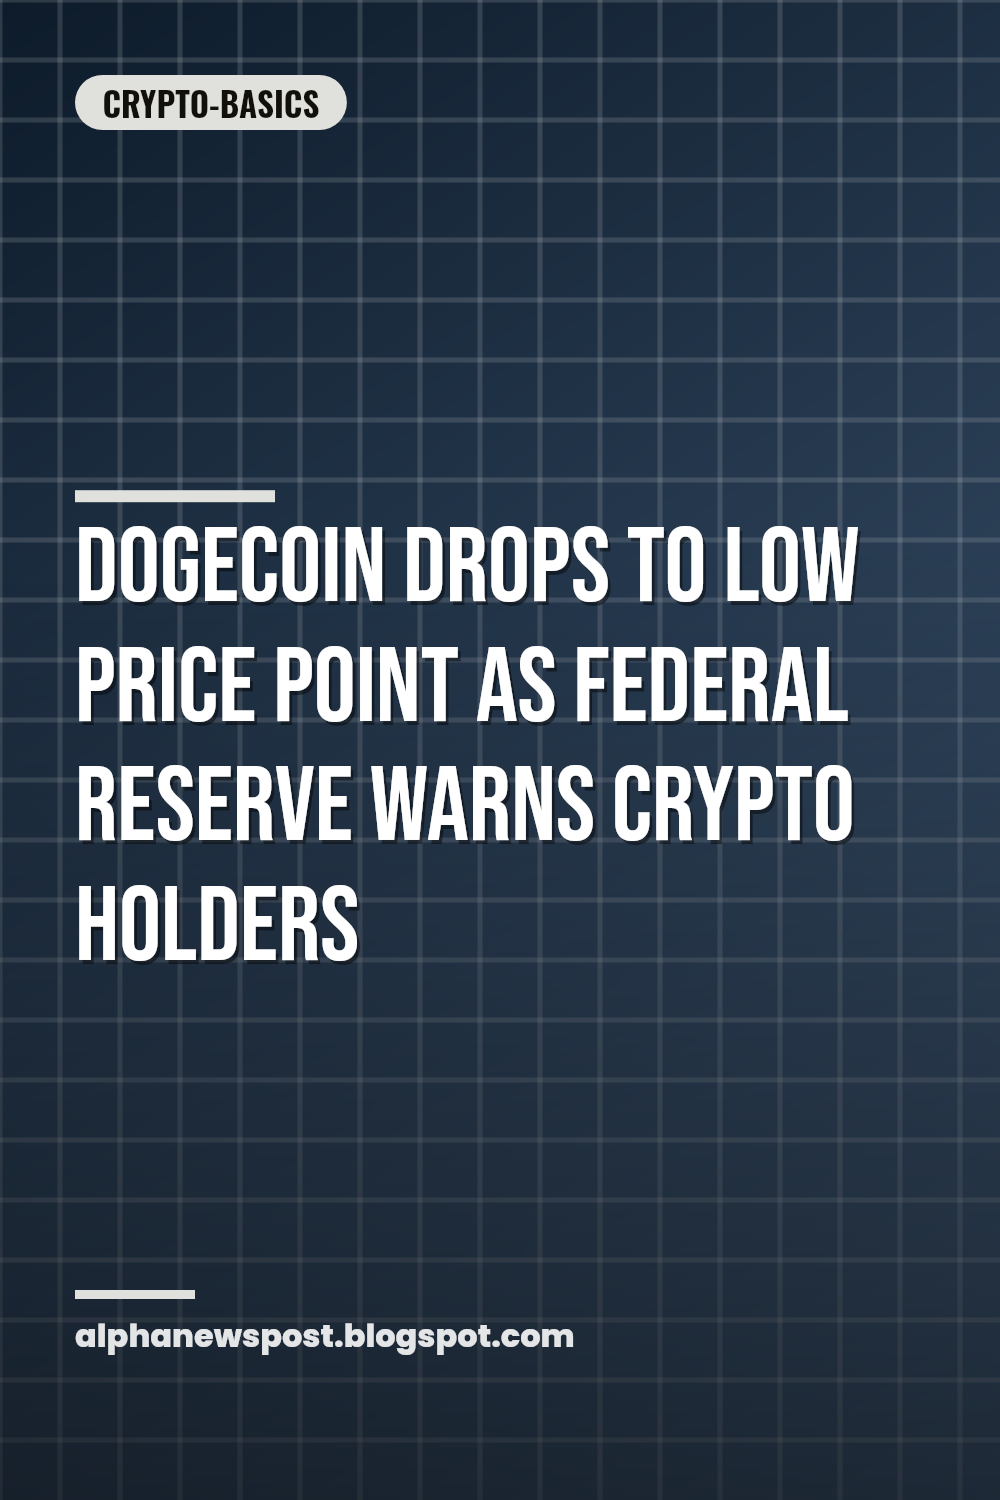 CRYPTO-BASICS
DOGECOIN DROPS TO LOW
PRICE POINT AS FEDERAL
RESERVE WARNS CRYPTO
HOLDERS
alphanewspost.blogspot.com